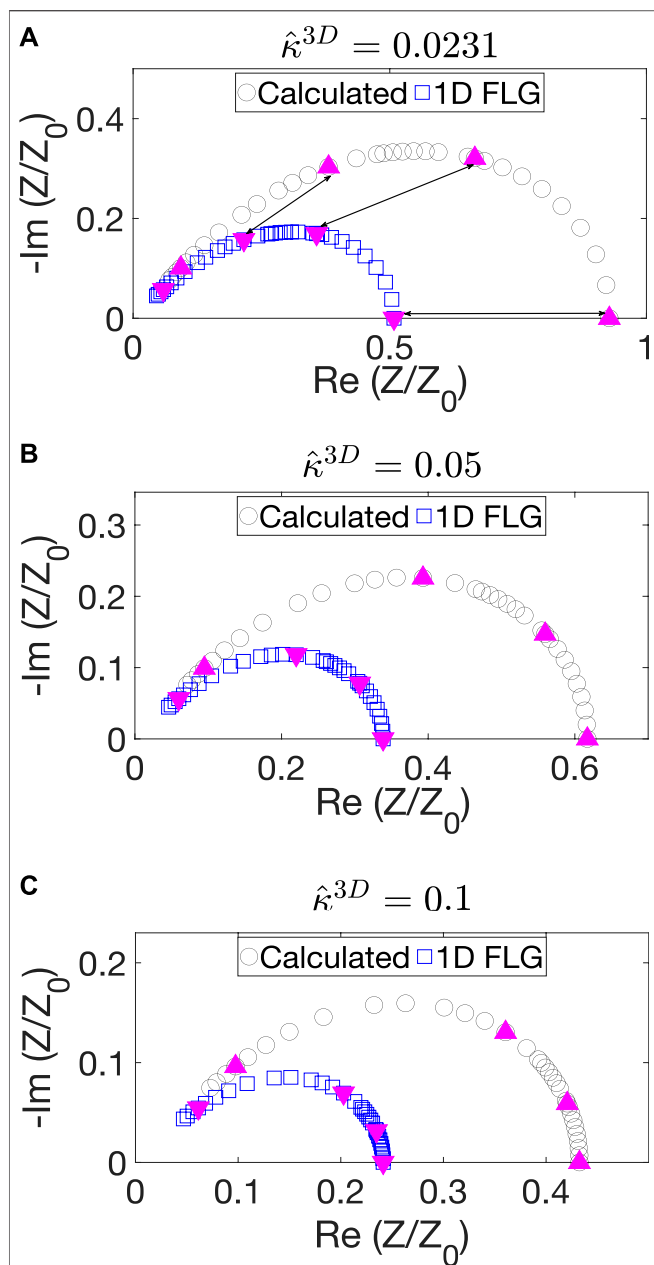 A
κ̂^{3D} = 0.0231
○ Calculated □ 1D FLG
-Im (Z/Z_0)
0.4
0.2
0
0 0.5 1
Re (Z/Z_0)
B
κ̂^{3D} = 0.05
○ Calculated □ 1D FLG
-Im (Z/Z_0)
0.3
0.2
0.1
0
0 0.2 0.4 0.6
Re (Z/Z_0)
C
κ̂^{3D} = 0.1
○ Calculated □ 1D FLG
-Im (Z/Z_0)
0.2
0.1
0
0 0.1 0.2 0.3 0.4
Re (Z/Z_0)